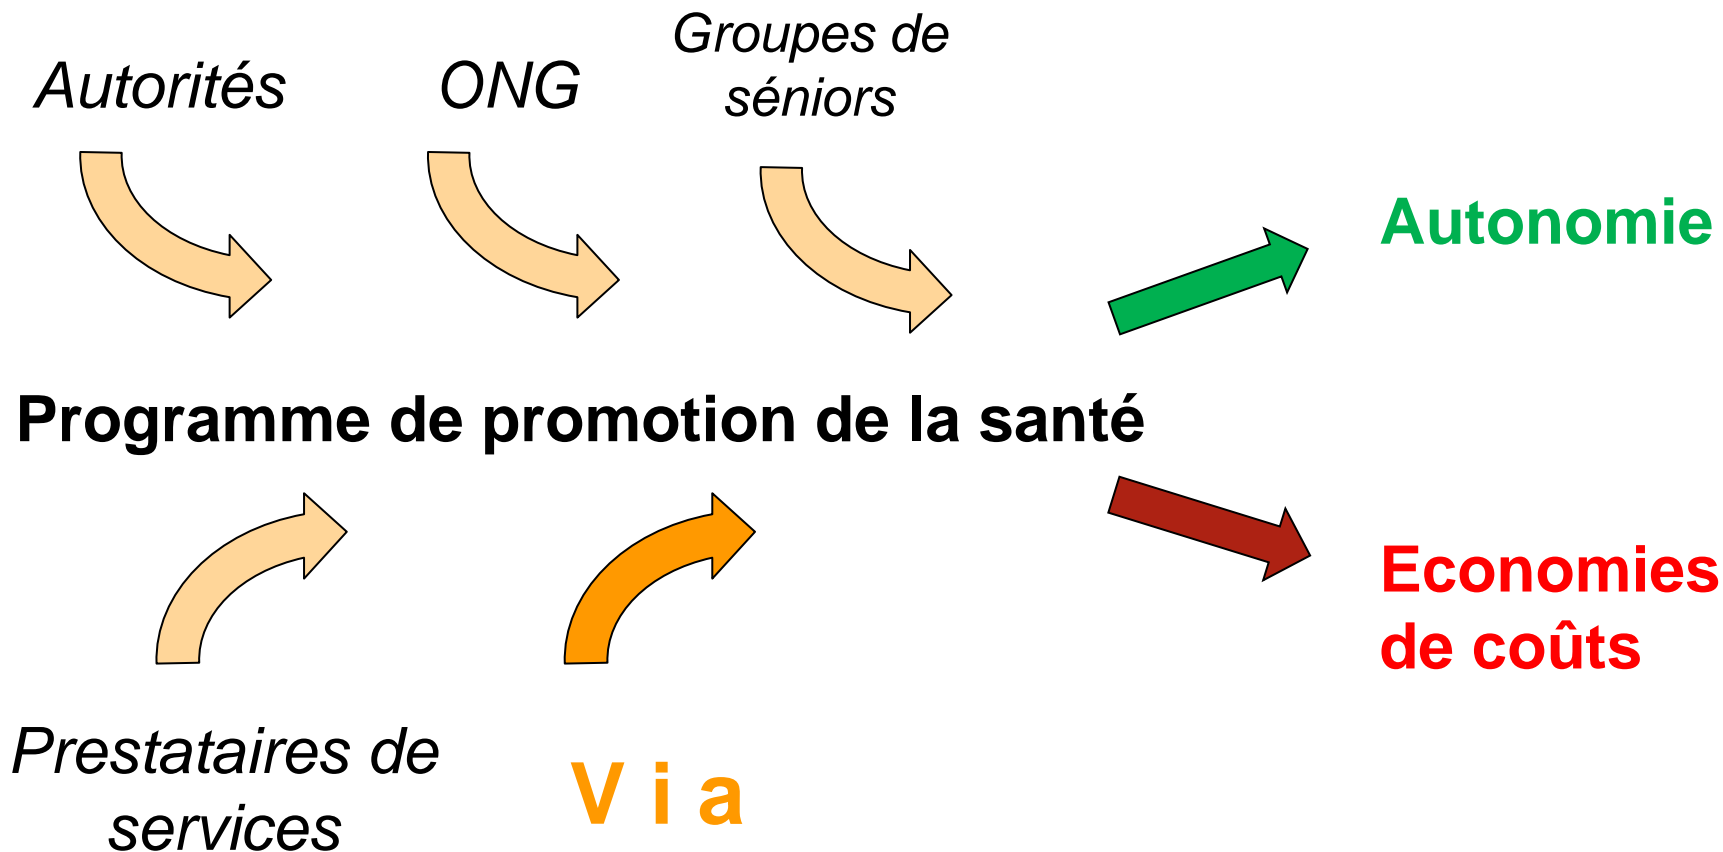 Autorités
ONG
Groupes de
séniors
Autonomie
Programme de promotion de la santé
Economies
de coûts
Prestataires de
services
V i a